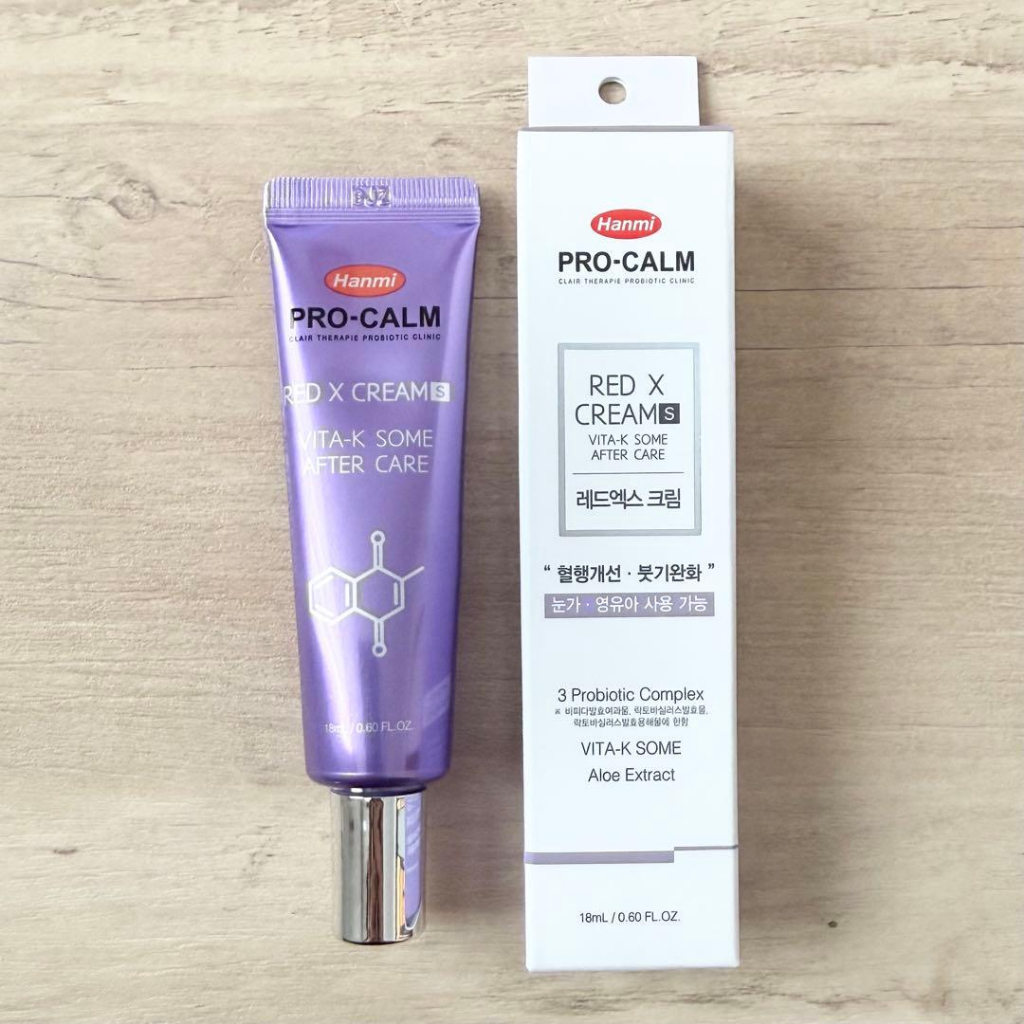 Hanmi
PRO-CALM
CLAIR THERAPIE PROBIOTIC CLINIC
RED X CREAM S
VITA-K SOME
AFTER CARE
18mL / 0.60 FL.OZ.
Hanmi
PRO-CALM
CLAIR THERAPIE PROBIOTIC CLINIC
RED X
CREAM S
VITA-K SOME
AFTER CARE
레드엑스 크림
“ 혈행개선 · 붓기완화 ”
눈가 · 영유아 사용 가능
3 Probiotic Complex
※ 비피다발효여과물, 락토바실러스발효물,
락토바실러스발효용해물에 한함
VITA-K SOME
Aloe Extract
18mL / 0.60 FL.OZ.